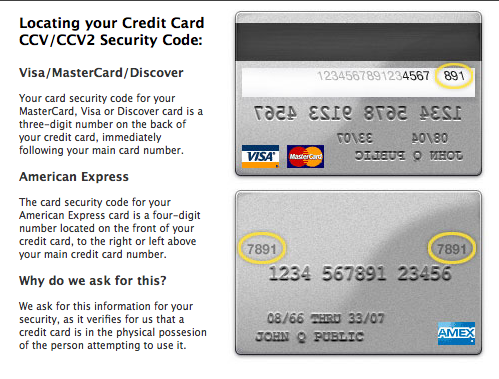 Locating your Credit Card
CCV/CCV2 Security Code:
Visa/MasterCard/Discover
Your card security code for your
MasterCard, Visa or Discover card is a
three-digit number on the back of
your credit card, immediately
following your main card number.
American Express
The card security code for your
American Express card is a four-digit
number located on the front of your
credit card, to the right or left above
your main credit card number.
Why do we ask for this?
We ask for this information for your
security, as it verifies for us that a
credit card is in the physical possesion
of the person attempting to use it.
1234567891234567 891
1234 5678 9123 4567
08/04 33/07
JOHN Q PUBLIC
VISA MasterCard
7891 7891
1234 567891 23456
08/66 THRU 33/07
JOHN Q PUBLIC
AMEX